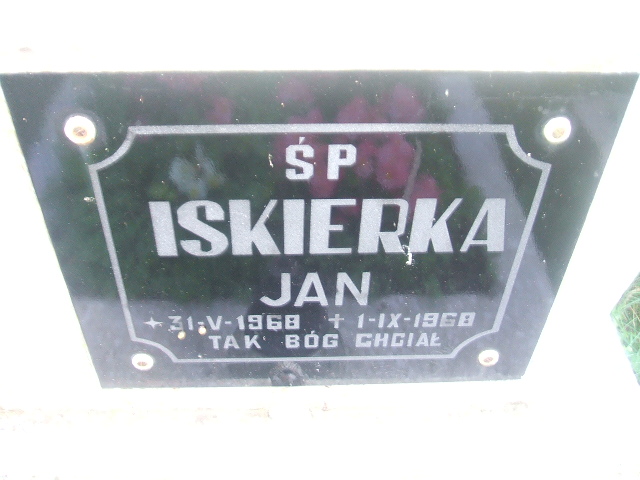 ŚP
ISKIERKA
JAN
31-V-1968 † 1-IX-1968
TAK BÓG CHCIAŁ